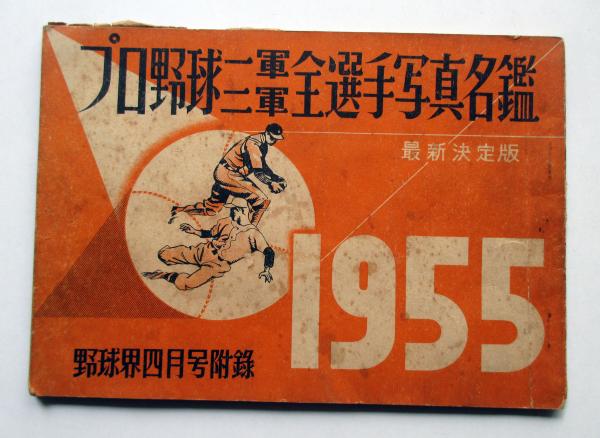 プロ野球一軍二軍全選手写真名鑑
最新決定版
1955
野球界四月号附錄